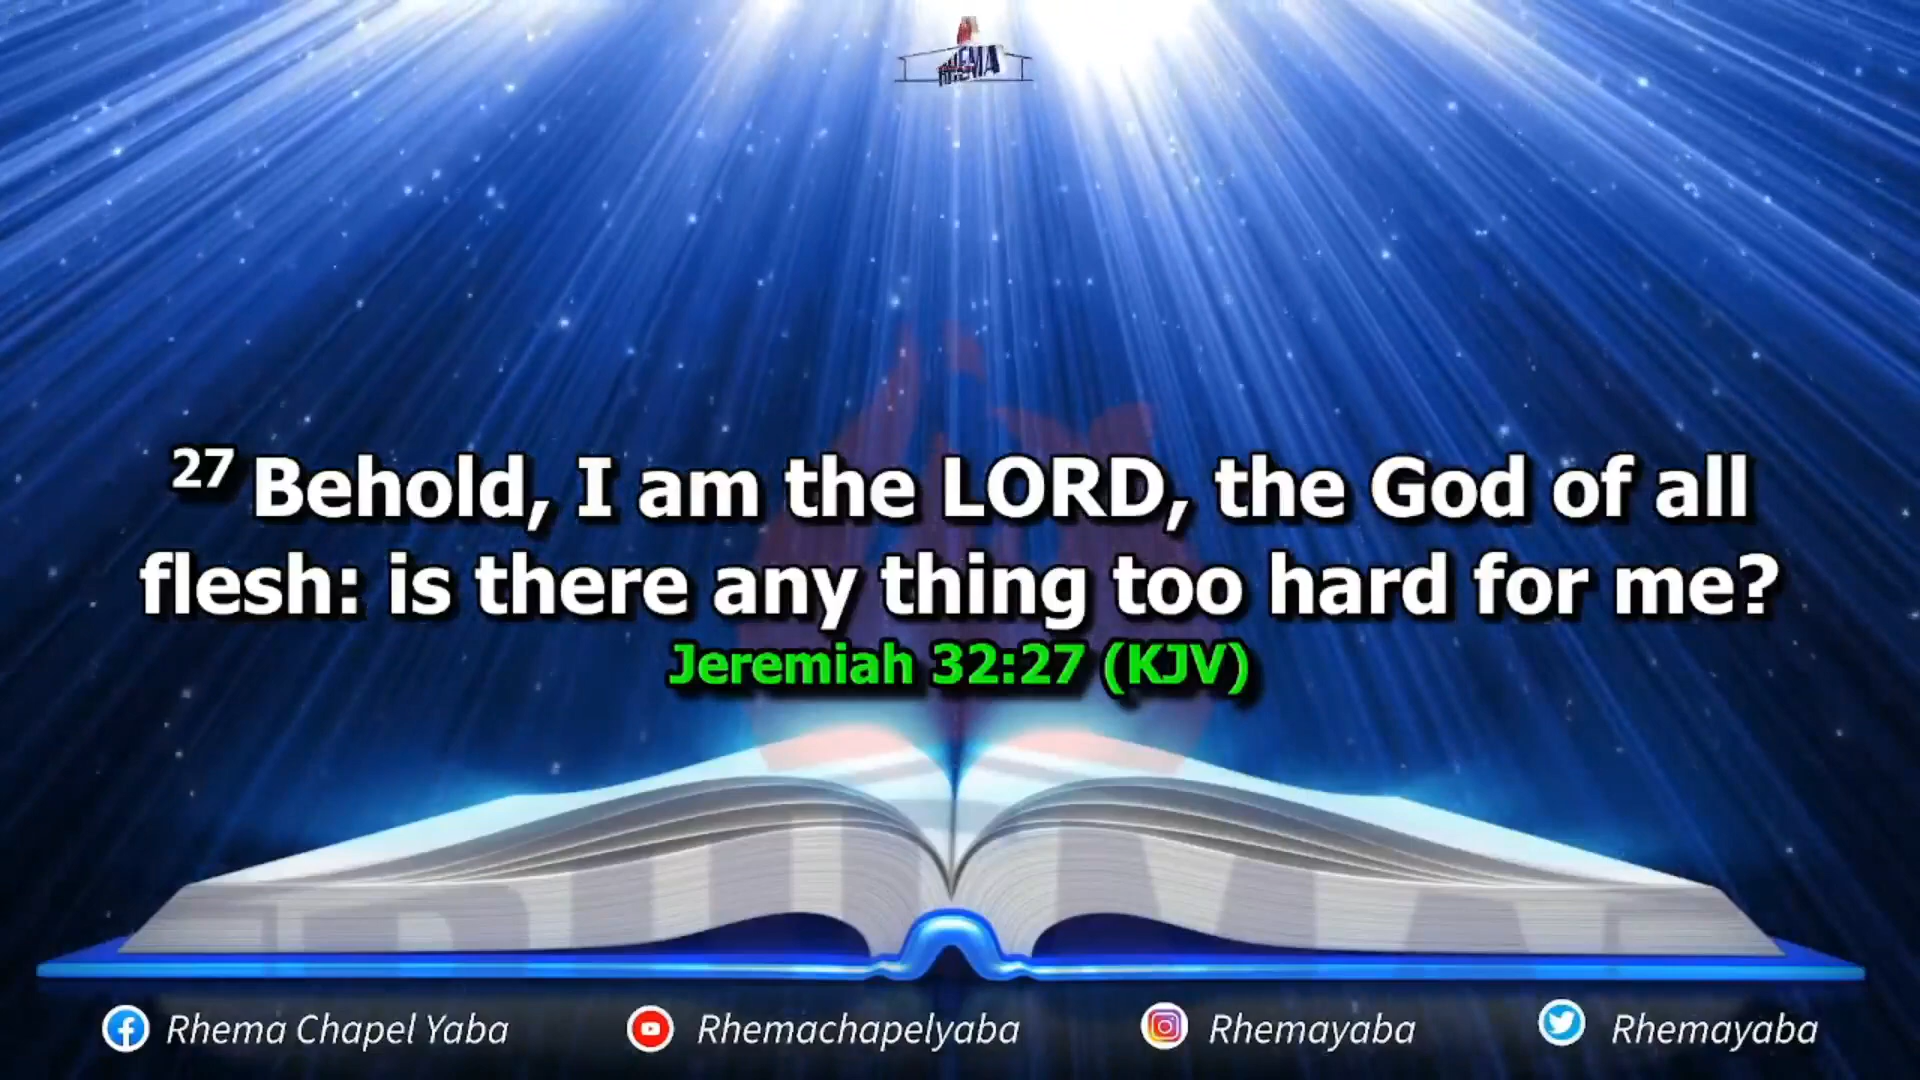 RHEMA
27 Behold, I am the LORD, the God of all
flesh: is there any thing too hard for me?
Jeremiah 32:27 (KJV)
Rhema Chapel Yaba
Rhemachapelyaba
Rhemayaba
Rhemayaba